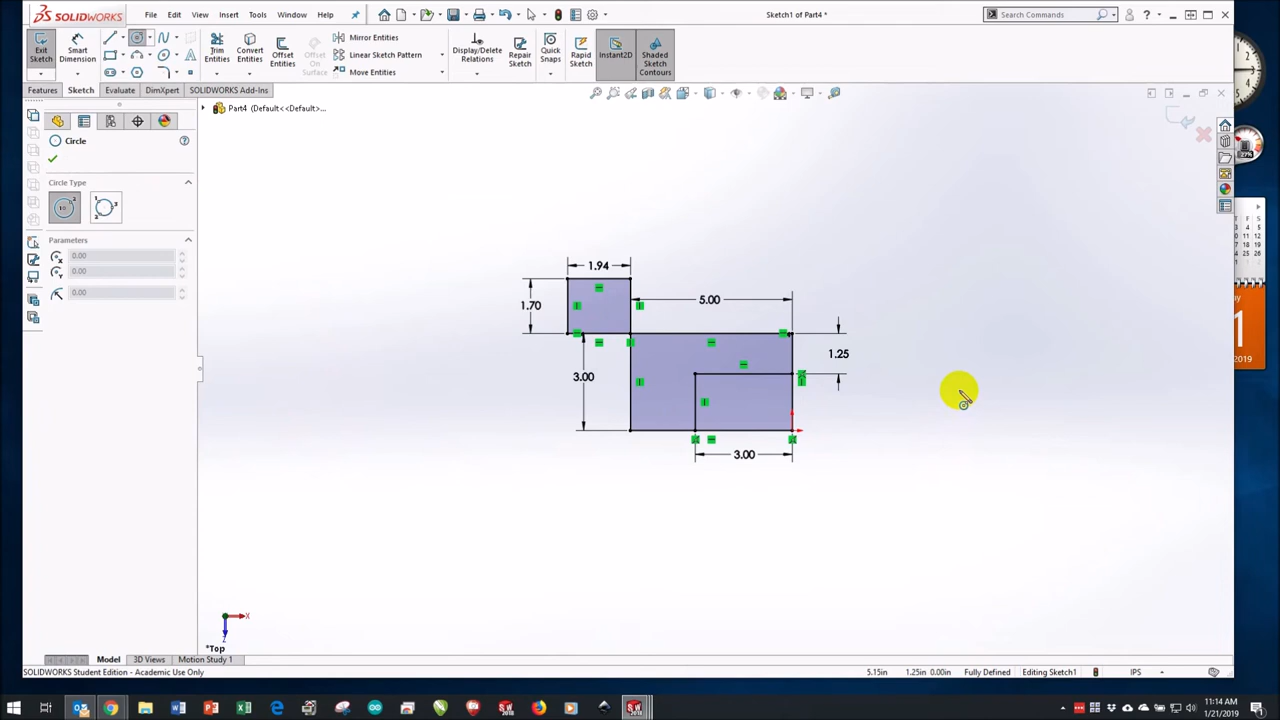 SOLIDWORKS
File
Edit
View
Insert
Tools
Window
Help
Sketch1 of Part4 *
Search Commands
Exit Sketch
Smart Dimension
Trim Entities
Convert Entities
Offset Entities
Offset On Surface
Mirror Entities
Linear Sketch Pattern
Move Entities
Display/Delete Relations
Repair Sketch
Quick Snaps
Rapid Sketch
Instant2D
Shaded Sketch Contours
Features
Sketch
Evaluate
DimXpert
SOLIDWORKS Add-Ins
Part4 (Default<<Default>...
Circle
Circle Type
Parameters
0.00
0.00
0.00
1.94
1.70
5.00
1.25
3.00
3.00
X
Z
*Top
Model
3D Views
Motion Study 1
SOLIDWORKS Student Edition - Academic Use Only
5.15in
1.25in
0.00in
Fully Defined
Editing Sketch1
IPS
2019
11:14 AM
1/21/2019